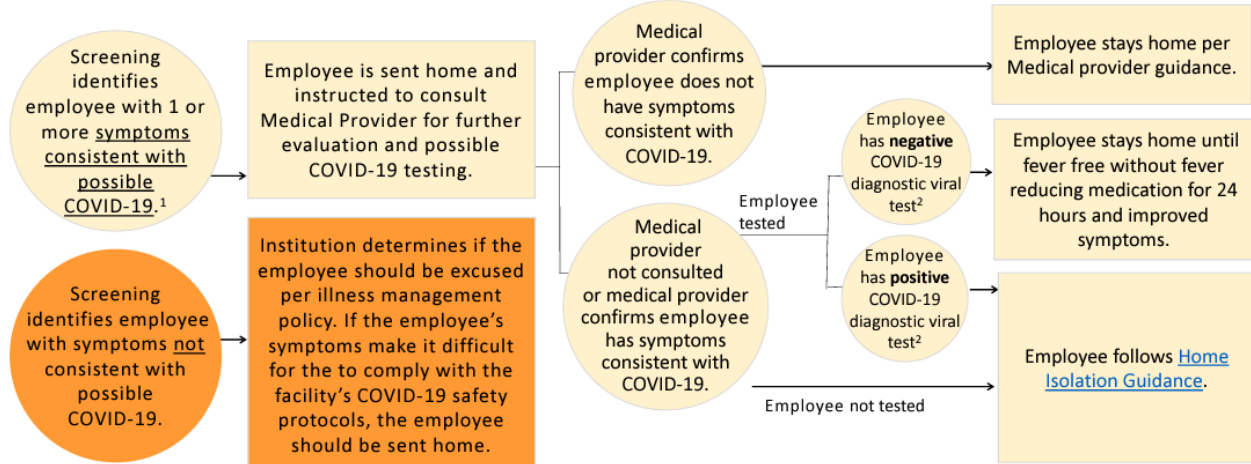 Screening
identifies
employee with 1 or
more symptoms
consistent with
possible
COVID-19.1
Employee is sent home and
instructed to consult
Medical Provider for further
evaluation and possible
COVID-19 testing.
Medical
provider confirms
employee does not
have symptoms
consistent with
COVID-19.
Employee stays home per
Medical provider guidance.
Employee
has negative
COVID-19
diagnostic viral
test2
Employee stays home until
fever free without fever
reducing medication for 24
hours and improved
symptoms.
Employee
tested
Screening
identifies employee
with symptoms not
consistent with
possible
COVID-19.
Institution determines if the
employee should be excused
per illness management
policy. If the employee’s
symptoms make it difficult
for the to comply with the
facility’s COVID-19 safety
protocols, the employee
should be sent home.
Medical
provider
not consulted
or medical provider
confirms employee
has symptoms
consistent with
COVID-19.
Employee
has positive
COVID-19
diagnostic viral
test2
Employee not tested
Employee follows Home
Isolation Guidance.